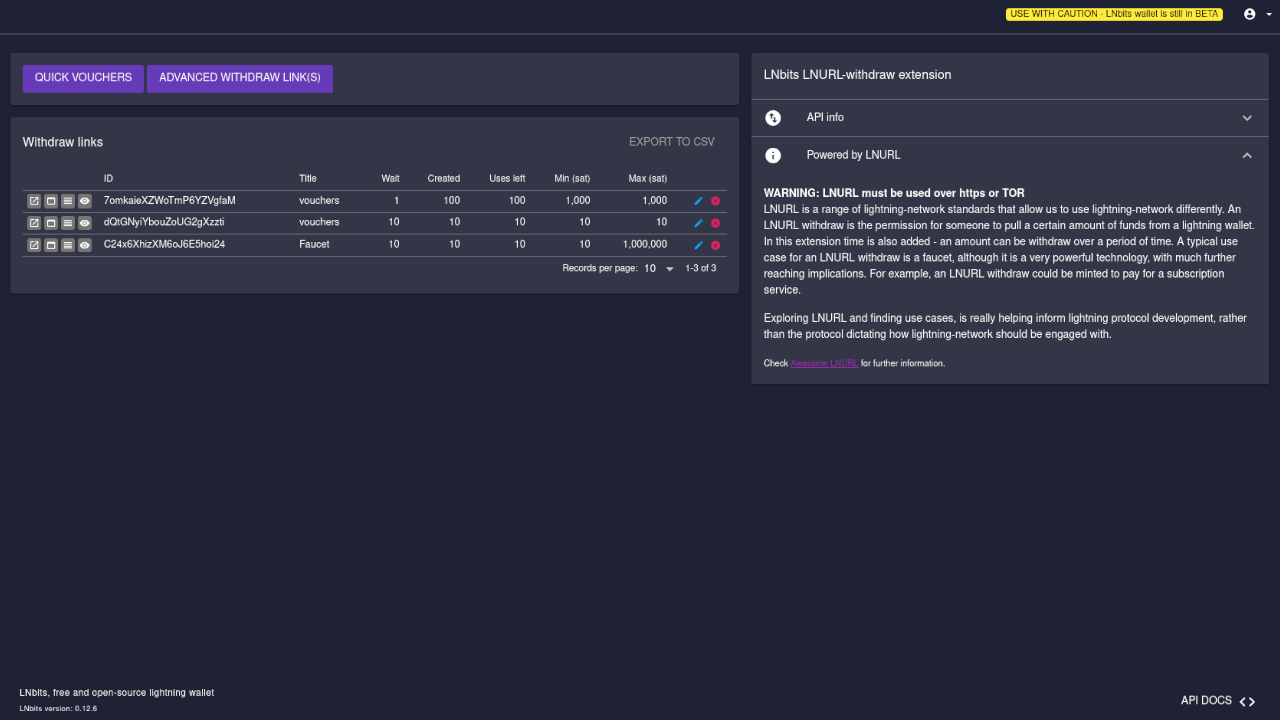 USE WITH CAUTION - LNbits wallet is still in BETA
QUICK VOUCHERS ADVANCED WITHDRAW LINK(S)
Withdraw links EXPORT TO CSV
ID Title Wait Created Uses left Min (sat) Max (sat)
7omkaieXZWoTmP6YZVgfaM vouchers 1 100 100 1,000 1,000
dQtGNyiYbouZoUG2gXzzti vouchers 10 10 10 10 10
C24x6XhizXM6oJ6E5hoi24 Faucet 10 10 10 10 1,000,000
Records per page: 10 1-3 of 3
LNbits LNURL-withdraw extension
API info
Powered by LNURL
WARNING: LNURL must be used over https or TOR
LNURL is a range of lightning-network standards that allow us to use lightning-network differently. An
LNURL withdraw is the permission for someone to pull a certain amount of funds from a lightning wallet.
In this extension time is also added - an amount can be withdraw over a period of time. A typical use
case for an LNURL withdraw is a faucet, although it is a very powerful technology, with much further
reaching implications. For example, an LNURL withdraw could be minted to pay for a subscription
service.
Exploring LNURL and finding use cases, is really helping inform lightning protocol development, rather
than the protocol dictating how lightning-network should be engaged with.
Check Awesome LNURL for further information.
LNbits, free and open-source lightning wallet
LNbits version: 0.12.6
API DOCS